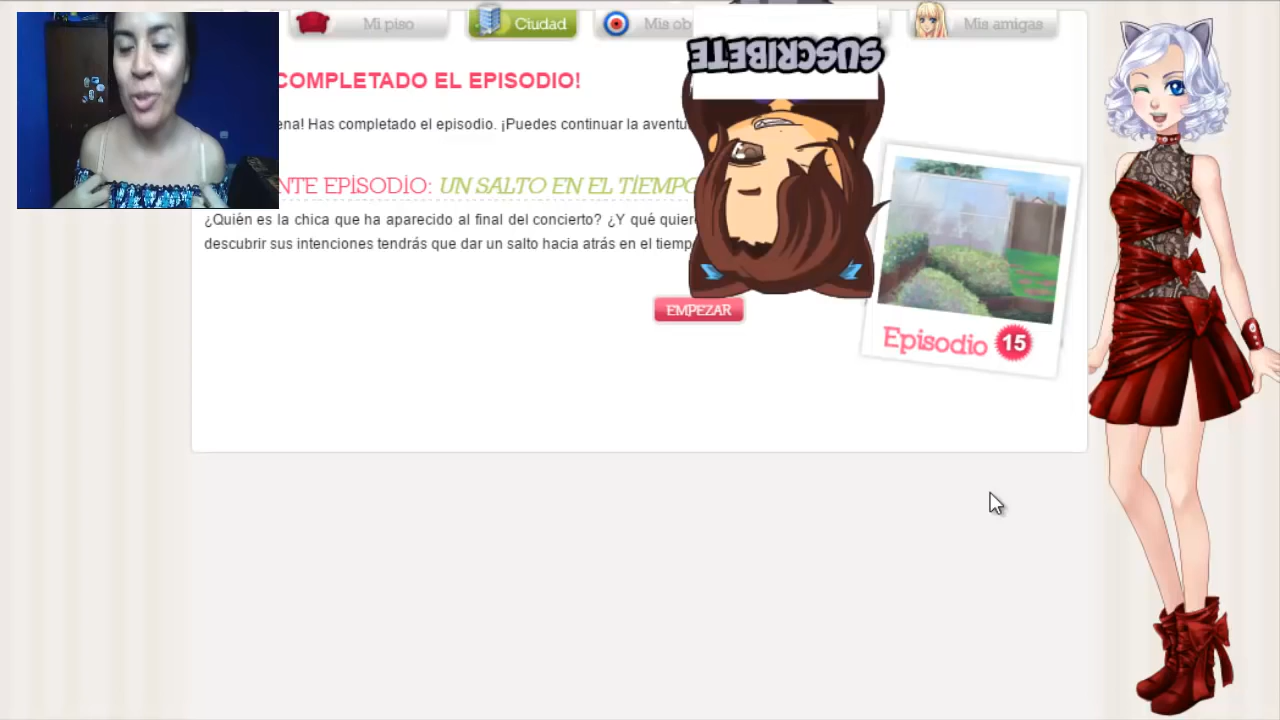 Mi piso
Ciudad
Mis ob
Mis amigas
SUSCRIBETE
COMPLETADO EL EPISODIO!
ena! Has completado el episodio. ¡Puedes continuar la aventu
NTE EPISODIO: UN SALTO EN EL TIEMPO
¿Quién es la chica que ha aparecido al final del concierto? ¿Y qué quier
descubrir sus intenciones tendrás que dar un salto hacia atrás en el tiemp
EMPEZAR
Episodio 15